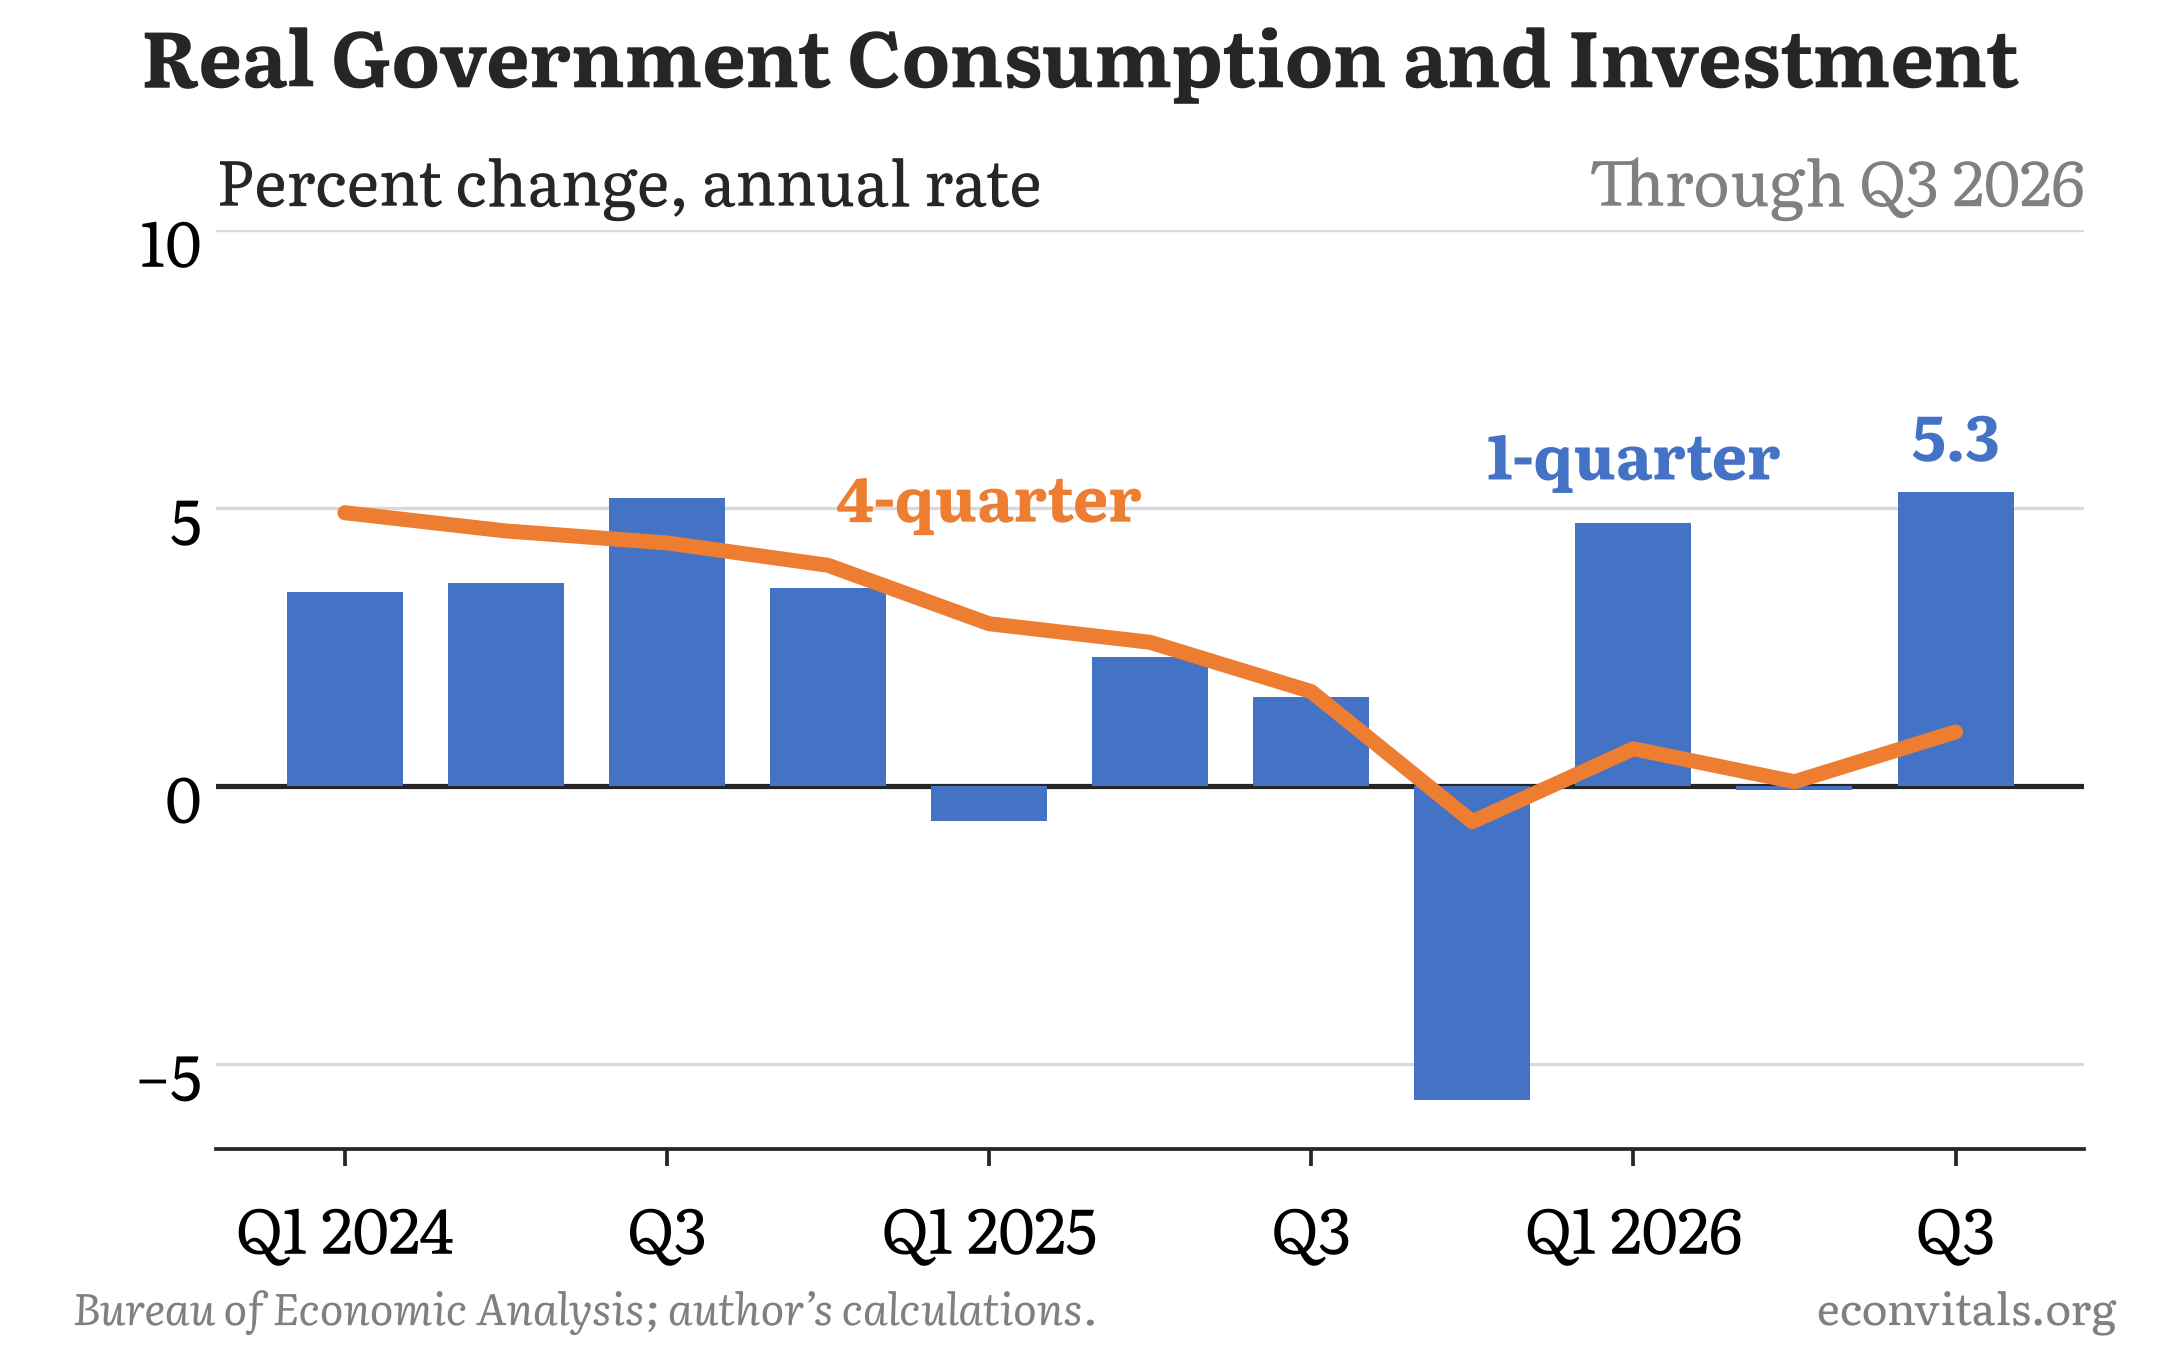 Real Government Consumption and Investment
Percent change, annual rate
Through Q3 2026
10
5
0
−5
4-quarter
1-quarter
5.3
Q1 2024
Q3
Q1 2025
Q3
Q1 2026
Q3
Bureau of Economic Analysis; author’s calculations.
econvitals.org